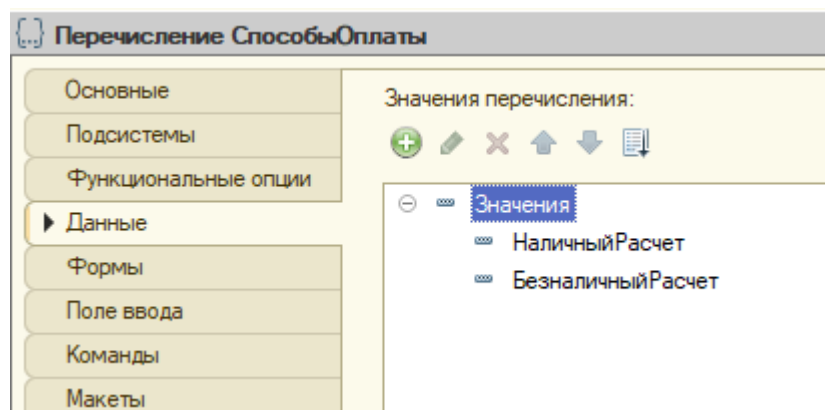 Перечисление СпособыОплаты
Основные
Подсистемы
Функциональные опции
Данные
Формы
Поле ввода
Команды
Макеты
Значения перечисления:
Значения
НаличныйРасчет
БезналичныйРасчет